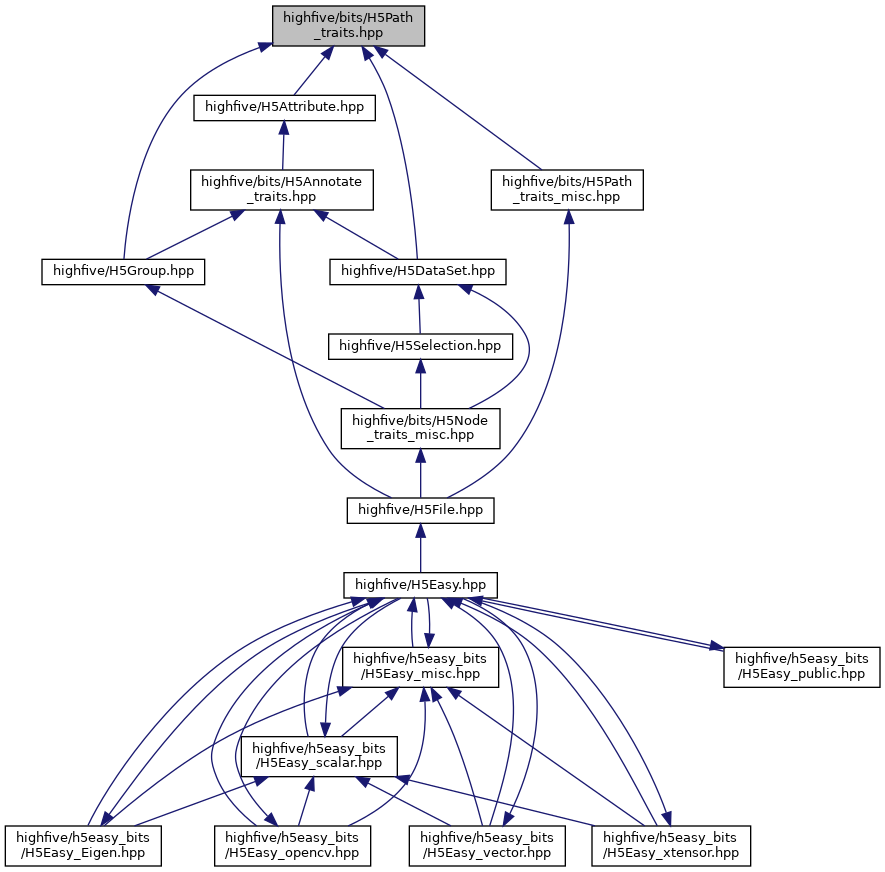 highfive/bits/H5Path
_traits.hpp
highfive/H5Attribute.hpp
highfive/bits/H5Annotate
_traits.hpp
highfive/bits/H5Path
_traits_misc.hpp
highfive/H5Group.hpp
highfive/H5DataSet.hpp
highfive/H5Selection.hpp
highfive/bits/H5Node
_traits_misc.hpp
highfive/H5File.hpp
highfive/H5Easy.hpp
highfive/h5easy_bits
/H5Easy_misc.hpp
highfive/h5easy_bits
/H5Easy_public.hpp
highfive/h5easy_bits
/H5Easy_scalar.hpp
highfive/h5easy_bits
/H5Easy_Eigen.hpp
highfive/h5easy_bits
/H5Easy_opencv.hpp
highfive/h5easy_bits
/H5Easy_vector.hpp
highfive/h5easy_bits
/H5Easy_xtensor.hpp